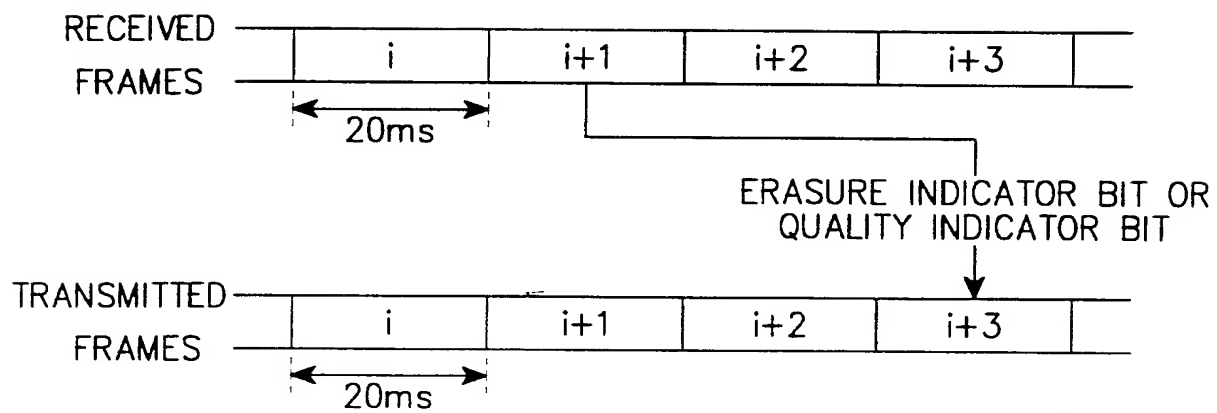 RECEIVED
FRAMES
i
i+1
i+2
i+3
20ms
ERASURE INDICATOR BIT OR
QUALITY INDICATOR BIT
TRANSMITTED
FRAMES
i
i+1
i+2
i+3
20ms